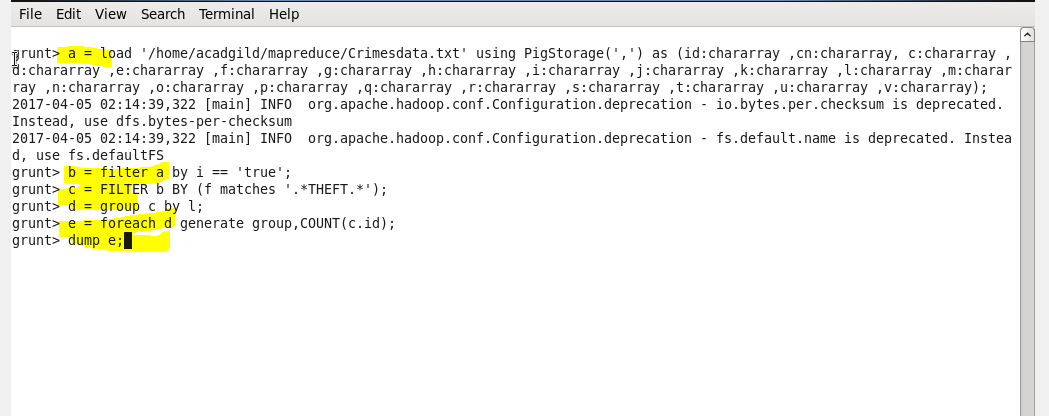 File Edit View Search Terminal Help
grunt> a = load '/home/acadgild/mapreduce/Crimesdata.txt' using PigStorage(',') as (id:chararray ,cn:chararray, c:chararray ,
d:chararray ,e:chararray ,f:chararray ,g:chararray ,h:chararray ,i:chararray ,j:chararray ,k:chararray ,l:chararray ,m:charar
ray ,n:chararray ,o:chararray ,p:chararray ,q:chararray ,r:chararray ,s:chararray ,t:chararray ,u:chararray ,v:chararray);
2017-04-05 02:14:39,322 [main] INFO  org.apache.hadoop.conf.Configuration.deprecation - io.bytes.per.checksum is deprecated.
Instead, use dfs.bytes-per-checksum
2017-04-05 02:14:39,322 [main] INFO  org.apache.hadoop.conf.Configuration.deprecation - fs.default.name is deprecated. Instea
d, use fs.defaultFS
grunt> b = filter a by i == 'true';
grunt> c = FILTER b BY (f matches '.*THEFT.*');
grunt> d = group c by l;
grunt> e = foreach d generate group,COUNT(c.id);
grunt> dump e;